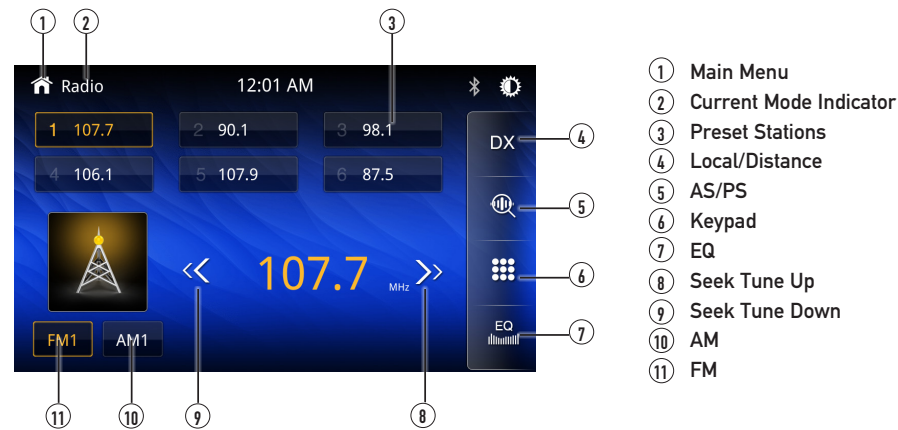 1 2 3
Radio 12:01 AM
1 107.7 2 90.1 3 98.1
4 106.1 5 107.9 6 87.5
DX 4
5
107.7 MHz
6
FM1 AM1
EQ 7
11 10 9 8
1 Main Menu
2 Current Mode Indicator
3 Preset Stations
4 Local/Distance
5 AS/PS
6 Keypad
7 EQ
8 Seek Tune Up
9 Seek Tune Down
10 AM
11 FM